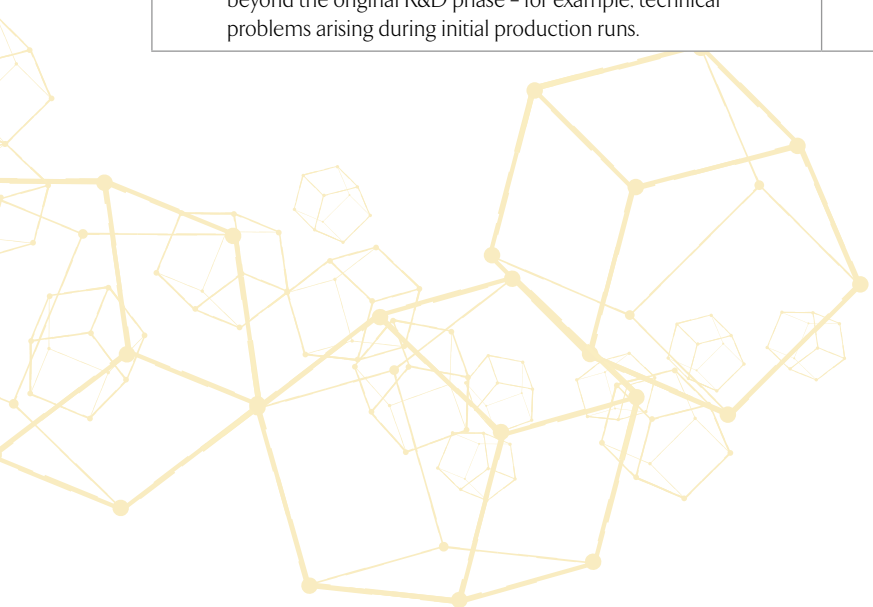 beyond the original R&D phase – for example, technical
problems arising during initial production runs.